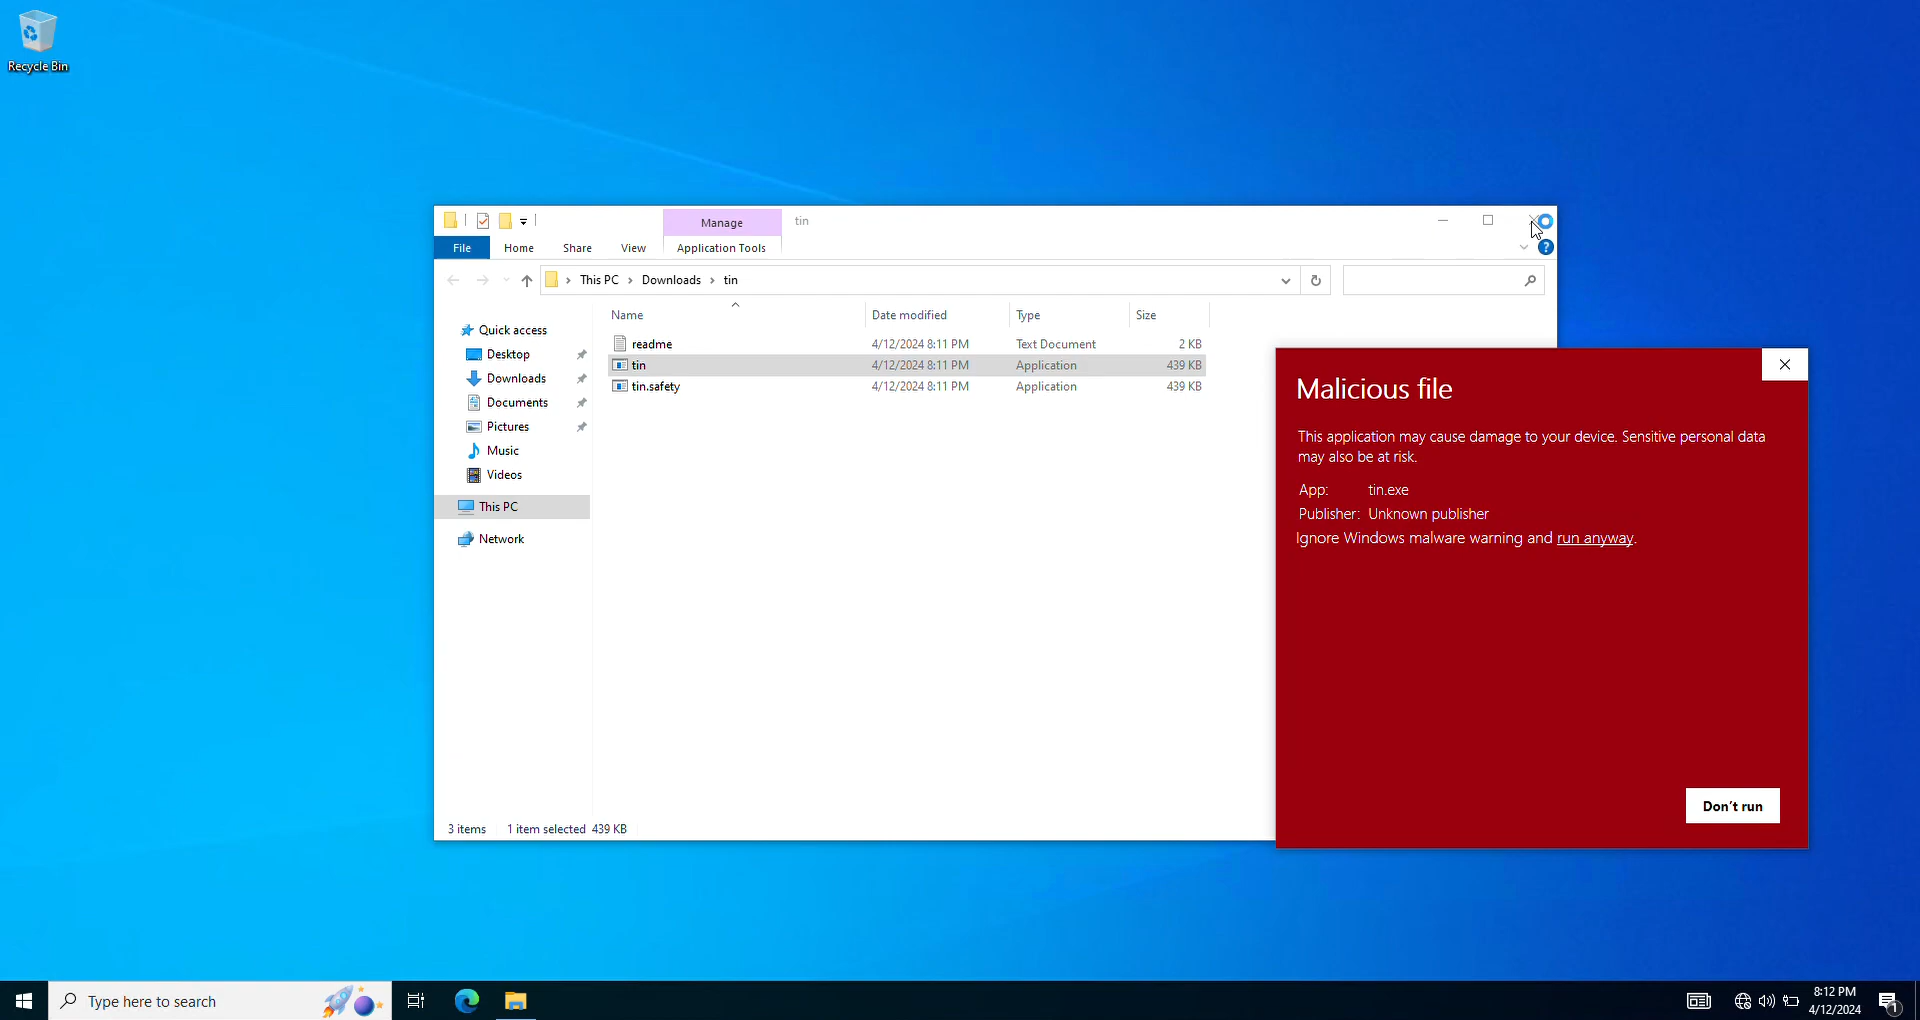 Recycle Bin
Manage
tin
File
Home
Share
View
Application Tools
This PC
Downloads
tin
Name
Date modified
Type
Size
Quick access
Desktop
Downloads
Documents
Pictures
Music
Videos
This PC
Network
readme 4/12/2024 8:11 PM Text Document 2 KB
tin 4/12/2024 8:11 PM Application 439 KB
tin.safety 4/12/2024 8:11 PM Application 439 KB
3 items 1 item selected 439 KB
Malicious file
This application may cause damage to your device. Sensitive personal data
may also be at risk.
App: tin.exe
Publisher: Unknown publisher
Ignore Windows malware warning and run anyway.
Don't run
Type here to search
8:12 PM
4/12/2024
1